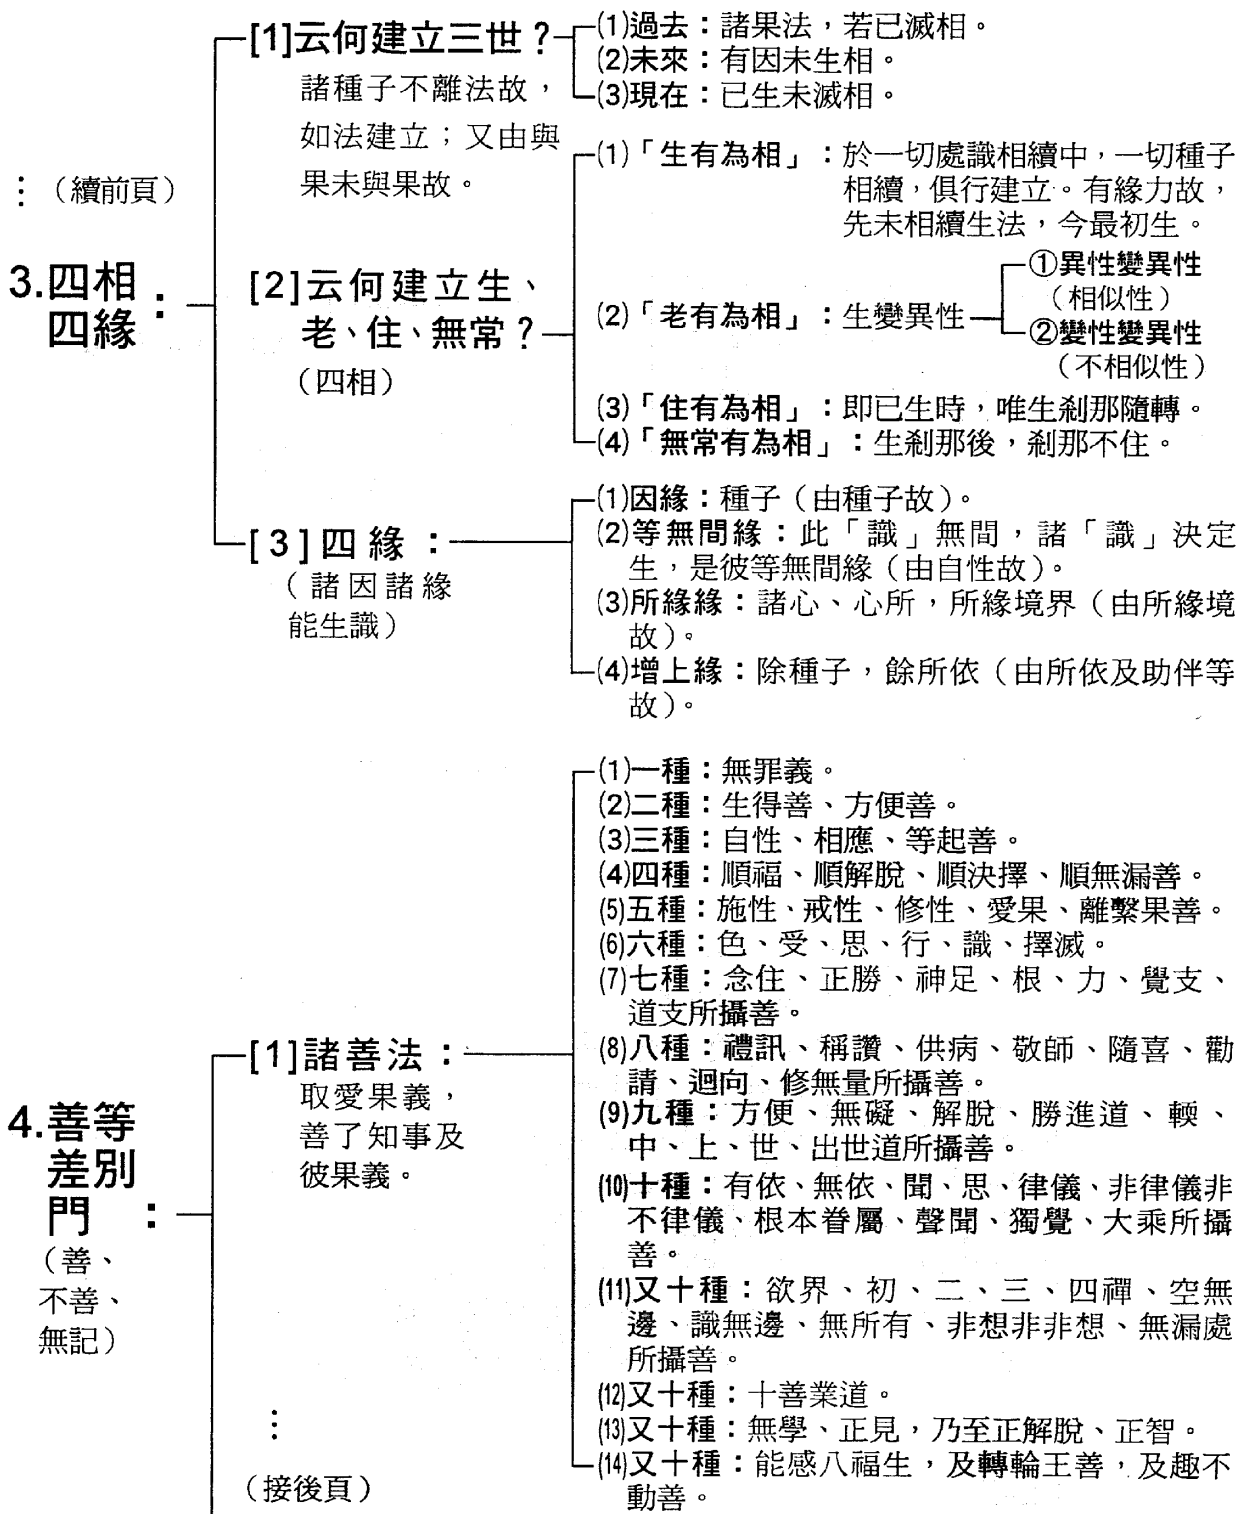 ⋮（續前頁）
3.四相
四緣：
[1]云何建立三世？
諸種子不離法故，
如法建立；又由與
果未與果故。
(1)過去：諸果法，若已滅相。
(2)未來：有因未生相。
(3)現在：已生未滅相。
[2]云何建立生、
老、住、無常？
（四相）
(1)「生有為相」：於一切處識相續中，一切種子
相續，俱行建立。有緣力故，
先未相續生法，今最初生。
(2)「老有為相」：生變異性
①異性變異性
（相似性）
②變性變異性
（不相似性）
(3)「住有為相」：即已生時，唯生剎那隨轉。
(4)「無常有為相」：生剎那後，剎那不住。
[3]四緣：
（諸因諸緣
能生識）
(1)因緣：種子（由種子故）。
(2)等無間緣：此「識」無間，諸「識」決定
生，是彼等無間緣（由自性故）。
(3)所緣緣：諸心、心所，所緣境界（由所緣境
故）。
(4)增上緣：除種子，餘所依（由所依及助伴等
故）。
4.善等
差別
門：
（善、
不善、
無記）
[1]諸善法：
取愛果義，
善了知事及
彼果義。
(1)一種：無罪義。
(2)二種：生得善、方便善。
(3)三種：自性、相應、等起善。
(4)四種：順福、順解脫、順決擇、順無漏善。
(5)五種：施性、戒性、修性、愛果、離繫果善。
(6)六種：色、受、思、行、識、擇滅。
(7)七種：念住、正勝、神足、根、力、覺支、
道支所攝善。
(8)八種：禮訊、稱讚、供病、敬師、隨喜、勸
請、迴向、修無量所攝善。
(9)九種：方便、無礙、解脫、勝進道、輭、
中、上、世、出世道所攝善。
(10)十種：有依、無依、聞、思、律儀、非律儀非
不律儀、根本眷屬、聲聞、獨覺、大乘所攝
善。
(11)又十種：欲界、初、二、三、四禪、空無
邊、識無邊、無所有、非想非非想、無漏處
所攝善。
(12)又十種：十善業道。
(13)又十種：無學、正見，乃至正解脫、正智。
(14)又十種：能感八福生，及轉輪王善，及趣不
動善。
⋮
（接後頁）